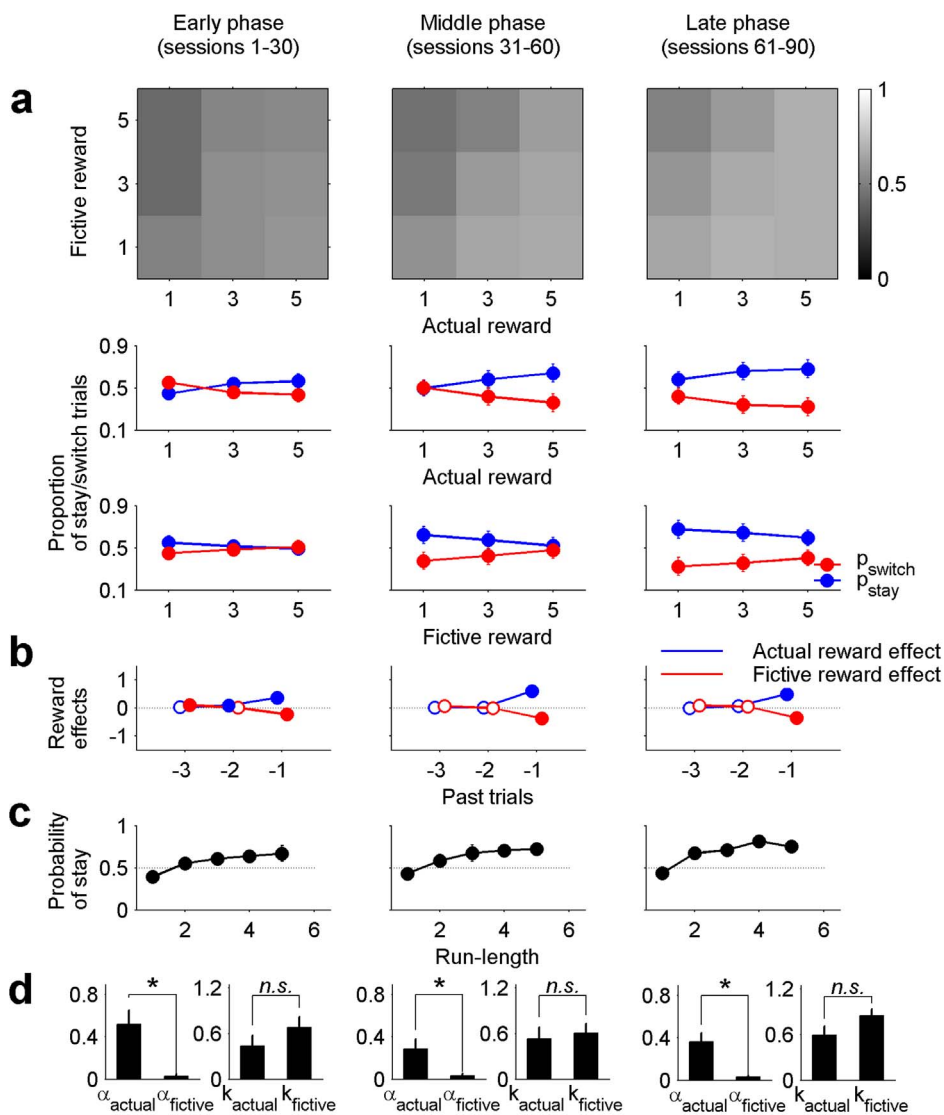 Early phase
(sessions 1-30)
Middle phase
(sessions 31-60)
Late phase
(sessions 61-90)
a
Fictive reward
5
3
1
1 3 5
1 3 5
1 3 5
1
0.5
0
Actual reward
Proportion
of stay/switch trials
0.9
0.5
0.1
1 3 5
1 3 5
1 3 5
Actual reward
0.9
0.5
0.1
1 3 5
1 3 5
1 3 5
p_switch
p_stay
Fictive reward
b
Actual reward effect
Fictive reward effect
Reward
effects
1
0
-1
-3 -2 -1
-3 -2 -1
-3 -2 -1
Past trials
c
Probability
of stay
1
0.5
0
2 4 6
2 4 6
2 4 6
Run-length
d
0.8
0.4
0
*
α_actual α_fictive
1.2
0.6
0
n.s.
k_actual k_fictive
0.8
0.4
0
*
α_actual α_fictive
1.2
0.6
0
n.s.
k_actual k_fictive
0.8
0.4
0
*
α_actual α_fictive
1.2
0.6
0
n.s.
k_actual k_fictive